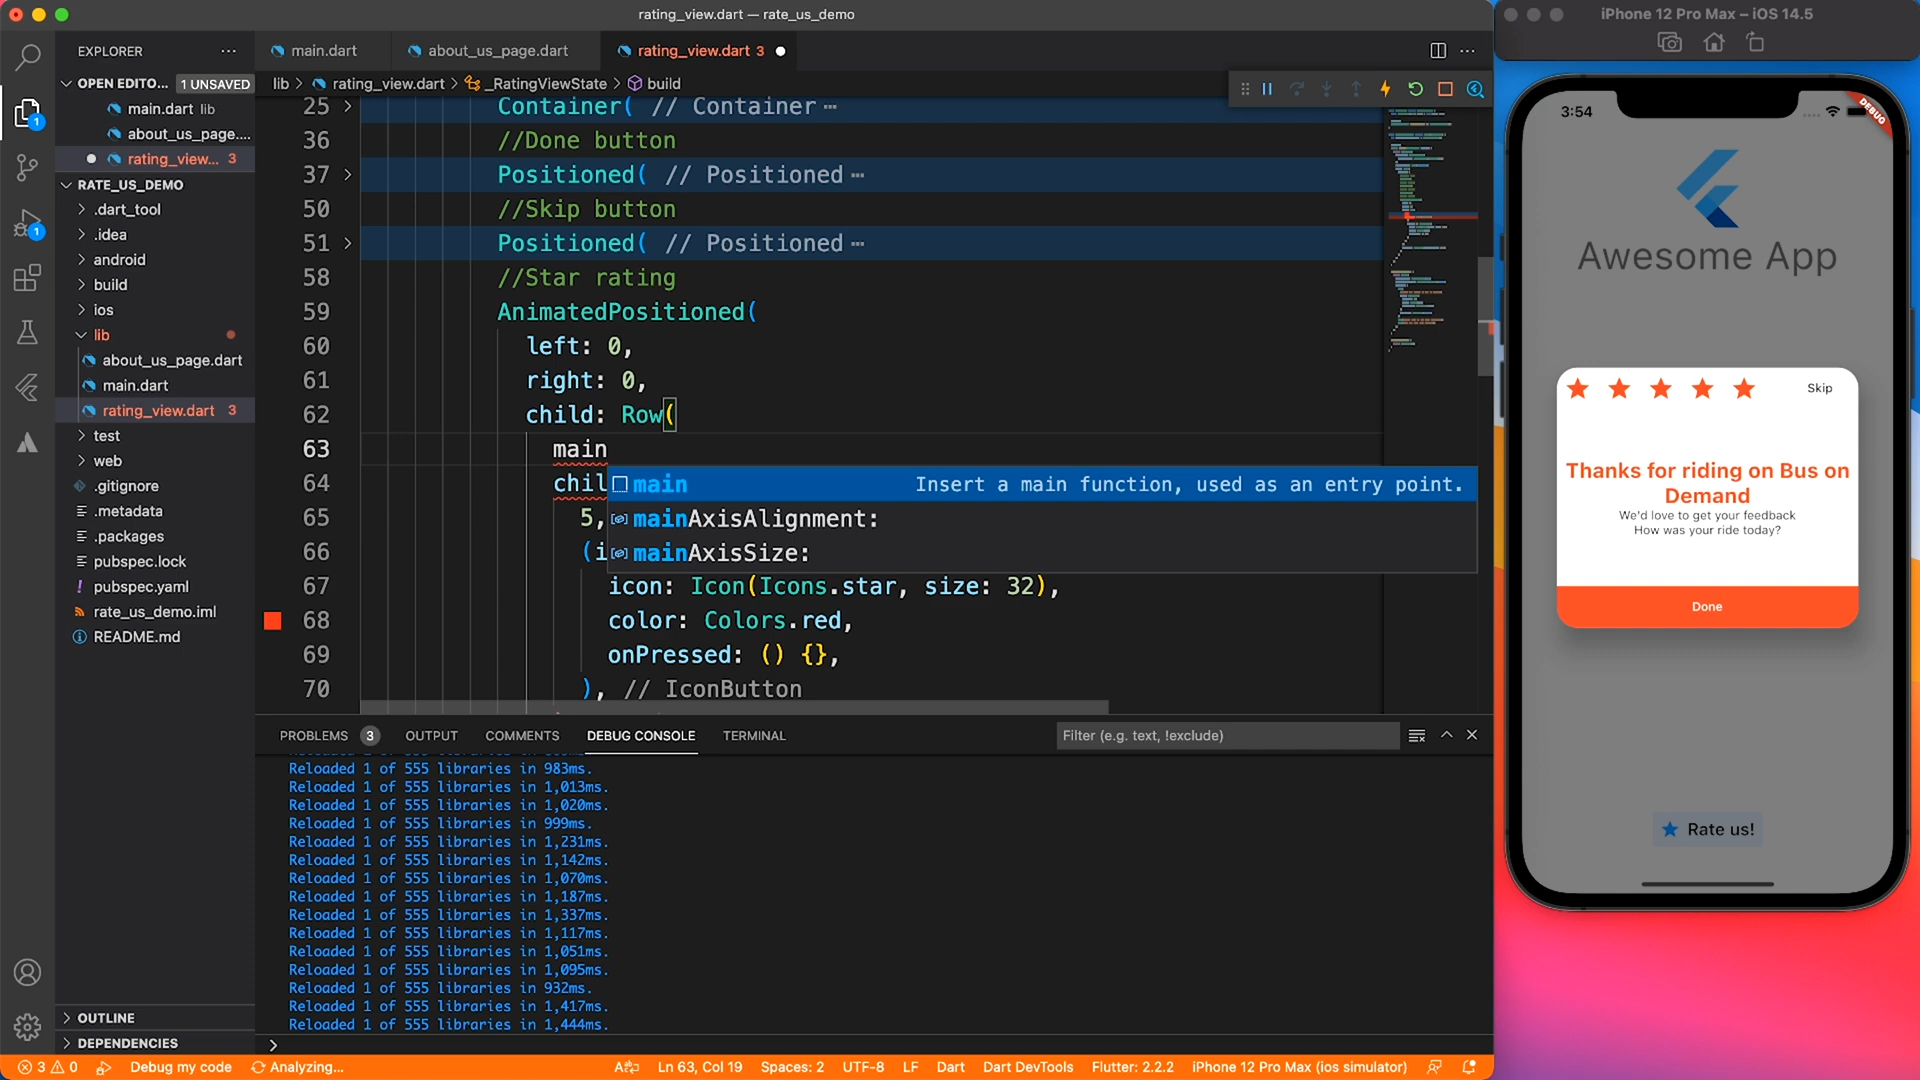 rating_view.dart — rate_us_demo
iPhone 12 Pro Max – iOS 14.5
EXPLORER
main.dart
about_us_page.dart
rating_view.dart 3
OPEN EDITO... 1 UNSAVED
lib > rating_view.dart > _RatingViewState > build
main.dart lib
about_us_page....
rating_view... 3
RATE_US_DEMO
.dart_tool
.idea
android
build
ios
lib
about_us_page.dart
main.dart
rating_view.dart 3
test
web
.gitignore
.metadata
.packages
pubspec.lock
pubspec.yaml
rate_us_demo.iml
README.md
OUTLINE
DEPENDENCIES
25 Container( // Container ⋯
36 //Done button
37 Positioned( // Positioned ⋯
50 //Skip button
51 Positioned( // Positioned ⋯
58 //Star rating
59 AnimatedPositioned(
60 left: 0,
61 right: 0,
62 child: Row(
63 main
64 chil
65 5,
66 (i
main Insert a main function, used as an entry point.
mainAxisAlignment:
mainAxisSize:
67 icon: Icon(Icons.star, size: 32),
68 color: Colors.red,
69 onPressed: () {},
70 ), // IconButton
PROBLEMS 3 OUTPUT COMMENTS DEBUG CONSOLE TERMINAL
Filter (e.g. text, !exclude)
Reloaded 1 of 555 libraries in 983ms.
Reloaded 1 of 555 libraries in 1,013ms.
Reloaded 1 of 555 libraries in 1,020ms.
Reloaded 1 of 555 libraries in 999ms.
Reloaded 1 of 555 libraries in 1,231ms.
Reloaded 1 of 555 libraries in 1,142ms.
Reloaded 1 of 555 libraries in 1,070ms.
Reloaded 1 of 555 libraries in 1,187ms.
Reloaded 1 of 555 libraries in 1,337ms.
Reloaded 1 of 555 libraries in 1,117ms.
Reloaded 1 of 555 libraries in 1,051ms.
Reloaded 1 of 555 libraries in 1,095ms.
Reloaded 1 of 555 libraries in 932ms.
Reloaded 1 of 555 libraries in 1,417ms.
Reloaded 1 of 555 libraries in 1,444ms.
3 0 Debug my code Analyzing... Ln 63, Col 19 Spaces: 2 UTF-8 LF Dart Dart DevTools Flutter: 2.2.2 iPhone 12 Pro Max (ios simulator)
3:54
DEBUG
Awesome App
Skip
Thanks for riding on Bus on
Demand
We'd love to get your feedback
How was your ride today?
Done
Rate us!